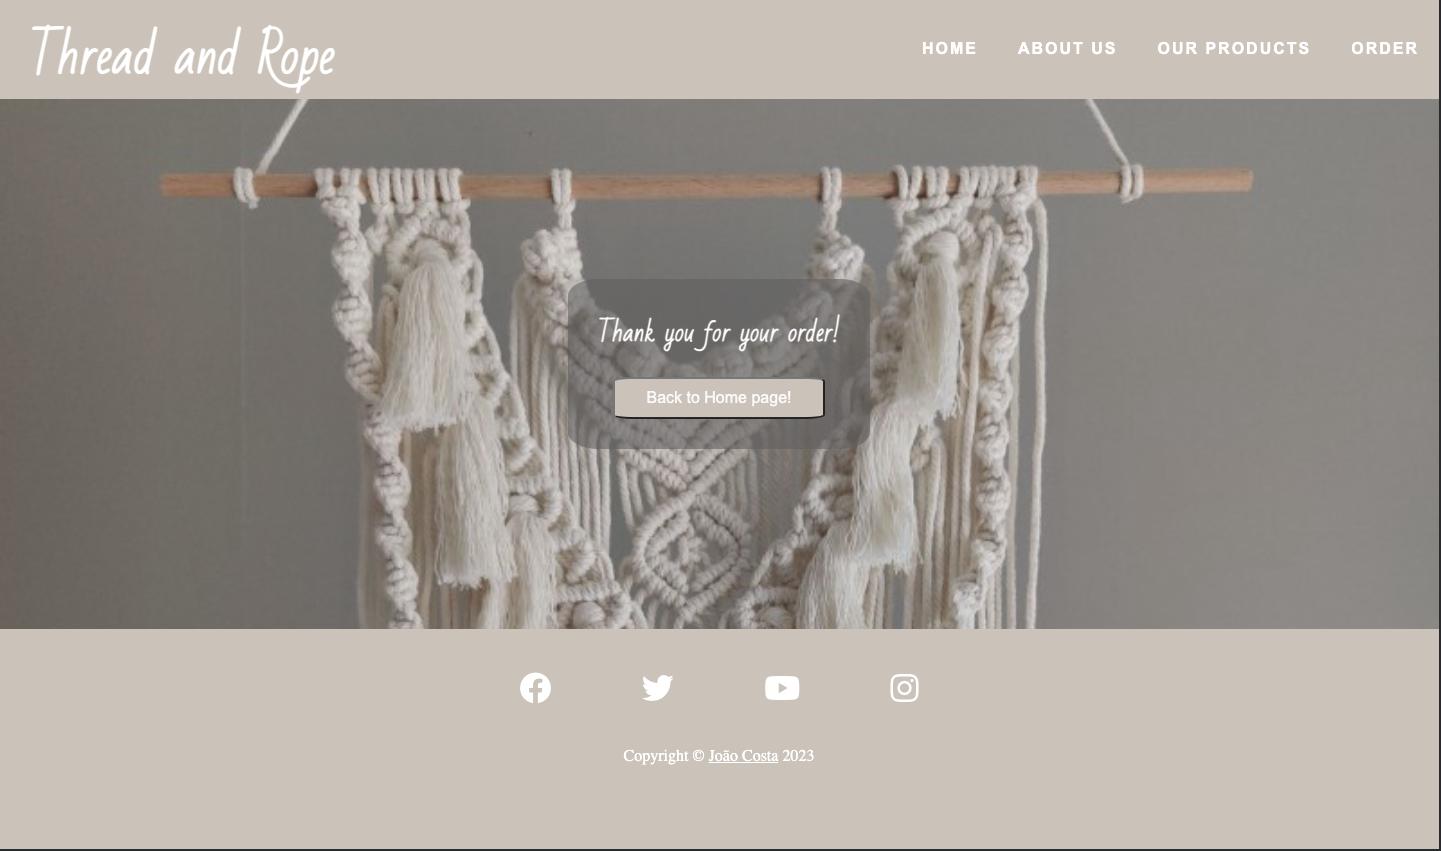 Thread and Rope
HOME ABOUT US OUR PRODUCTS ORDER
Thank you for your order!
Back to Home page!
Copyright © João Costa 2023